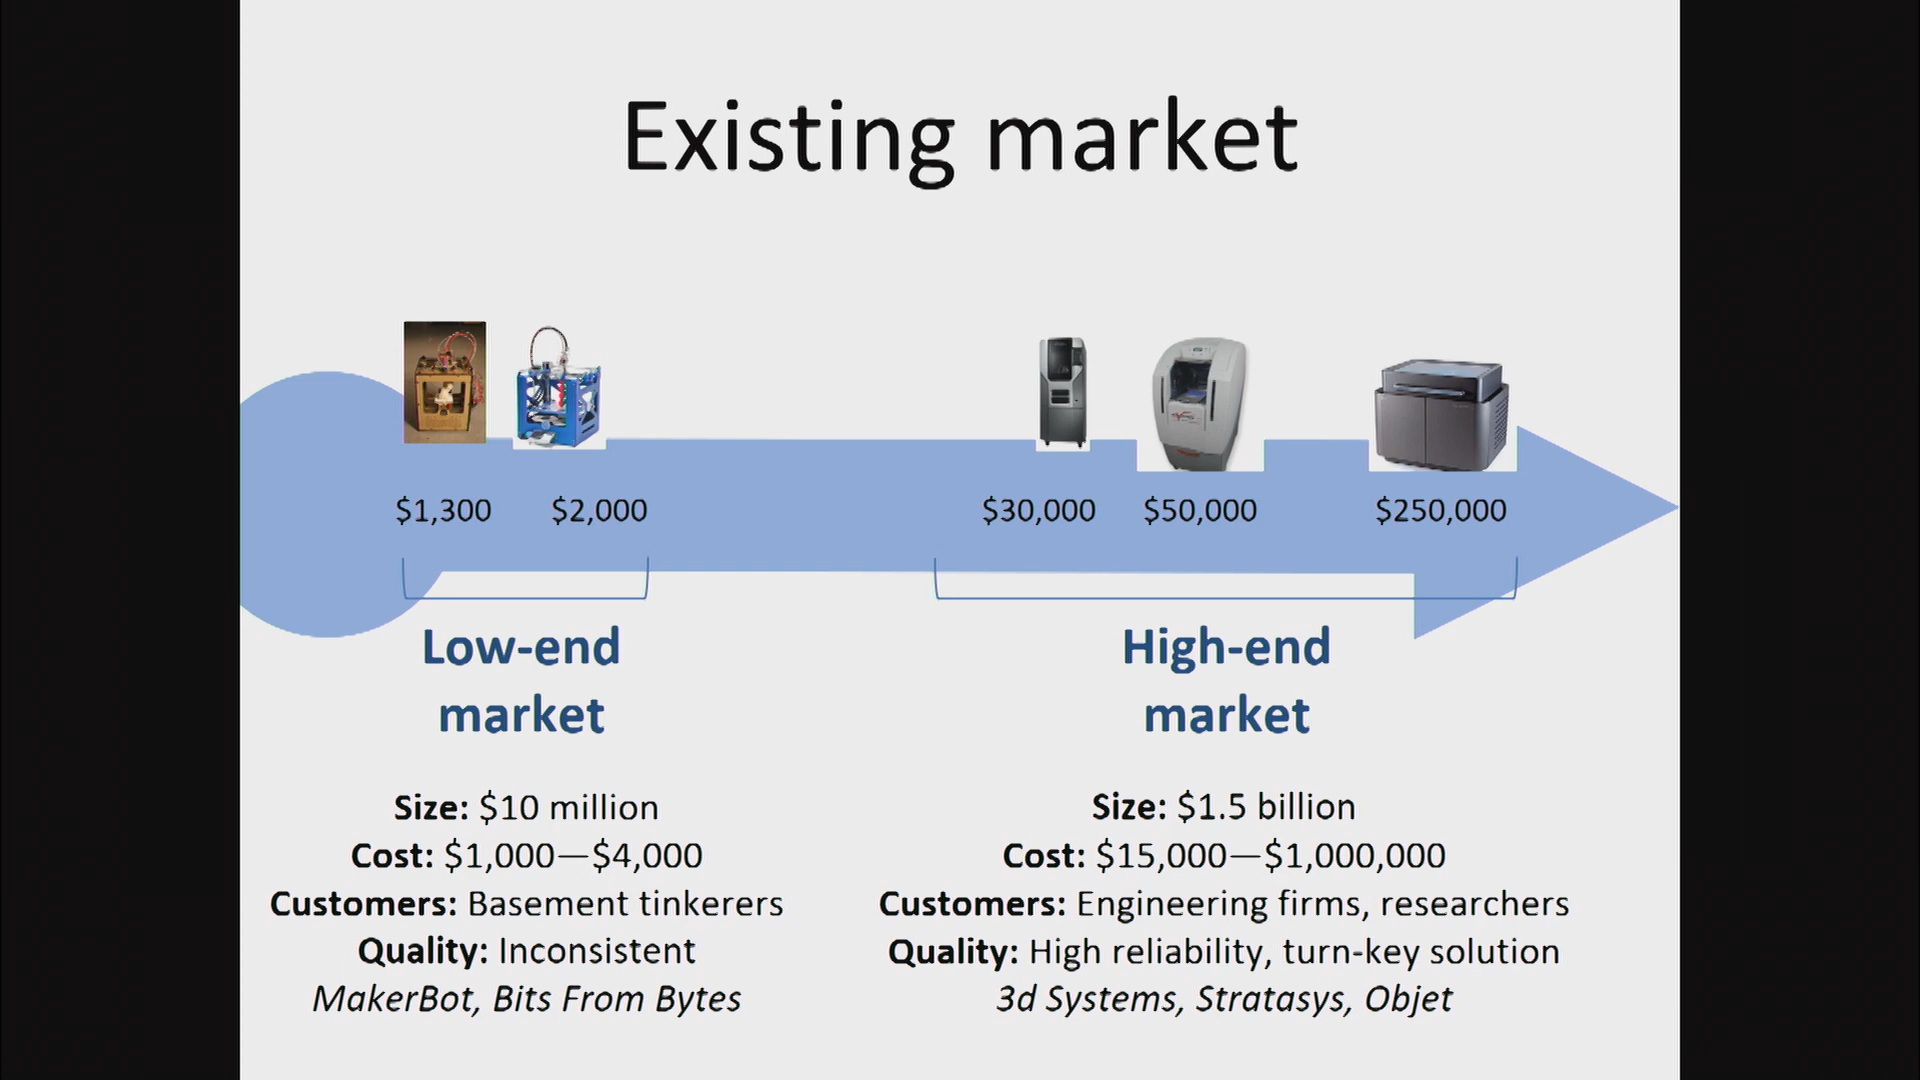 Existing market
$1,300
$2,000
$30,000
$50,000
$250,000
Low-end
market
Size: $10 million
Cost: $1,000—$4,000
Customers: Basement tinkerers
Quality: Inconsistent
MakerBot, Bits From Bytes
High-end
market
Size: $1.5 billion
Cost: $15,000—$1,000,000
Customers: Engineering firms, researchers
Quality: High reliability, turn-key solution
3d Systems, Stratasys, Objet